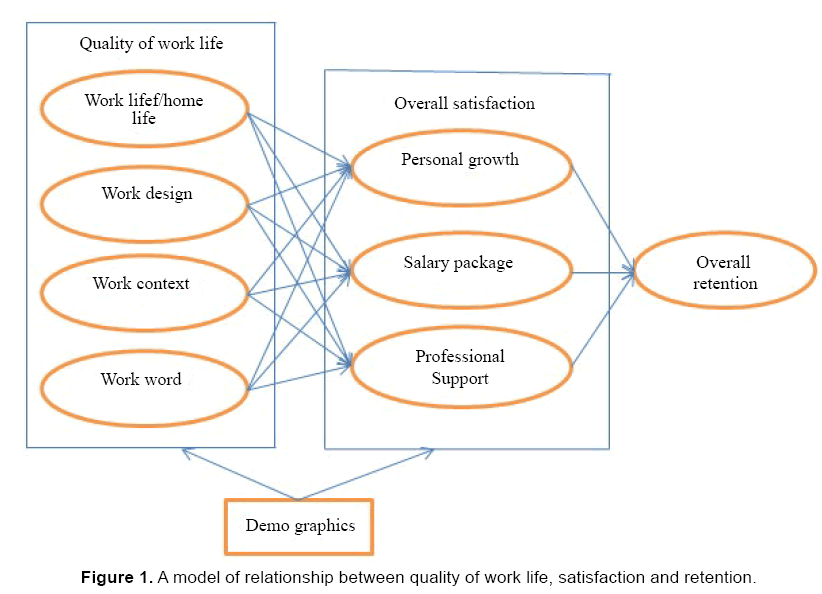 Quality of work life
Work lifef/home
life
Work design
Work context
Work word
Overall satisfaction
Personal growth
Salary package
Professional
Support
Overall
retention
Demo graphics
Figure 1. A model of relationship between quality of work life, satisfaction and retention.